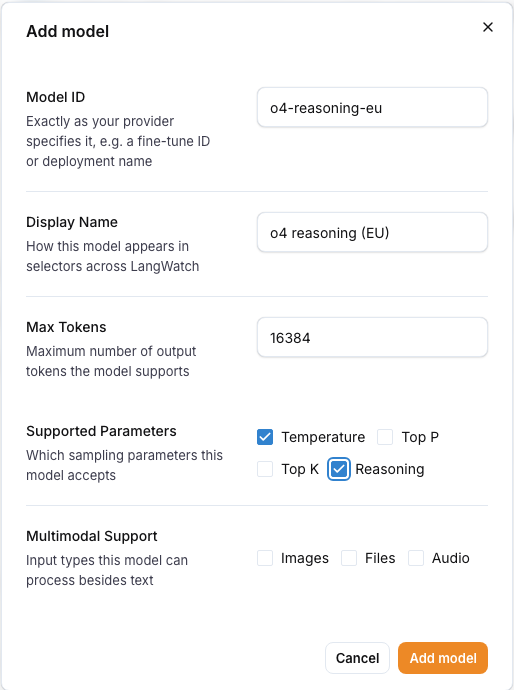 Add model
Model ID
Exactly as your provider
specifies it, e.g. a fine-tune ID
or deployment name
o4-reasoning-eu
Display Name
How this model appears in
selectors across LangWatch
o4 reasoning (EU)
Max Tokens
Maximum number of output
tokens the model supports
16384
Supported Parameters
Which sampling parameters this
model accepts
Temperature Top P
Top K Reasoning
Multimodal Support
Input types this model can
process besides text
Images Files Audio
Cancel Add model